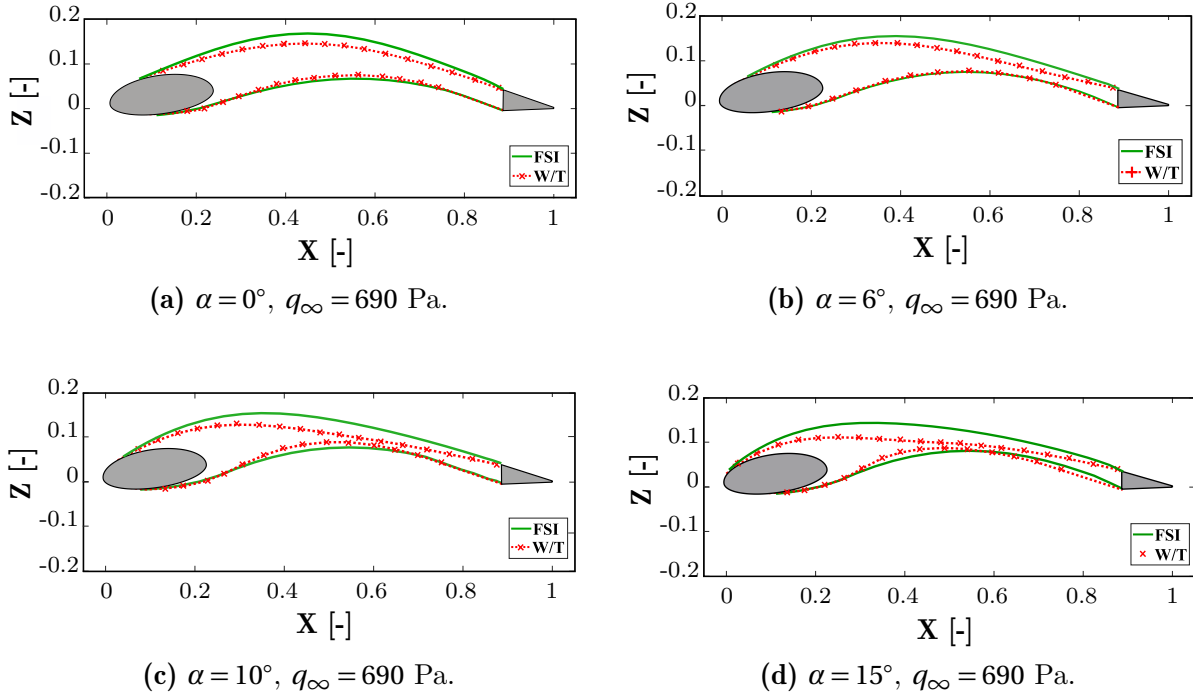 0.2
0.1
0
-0.1
-0.2
Z [-]
FSI
W/T
0 0.2 0.4 0.6 0.8 1
X [-]
(a) α = 0°, q∞ = 690 Pa.
0.2
0.1
0
-0.1
-0.2
Z [-]
FSI
W/T
0 0.2 0.4 0.6 0.8 1
X [-]
(b) α = 6°, q∞ = 690 Pa.
0.2
0.1
0
-0.1
-0.2
Z [-]
FSI
W/T
0 0.2 0.4 0.6 0.8 1
X [-]
(c) α = 10°, q∞ = 690 Pa.
0.2
0.1
0
-0.1
-0.2
Z [-]
FSI
W/T
0 0.2 0.4 0.6 0.8 1
X [-]
(d) α = 15°, q∞ = 690 Pa.